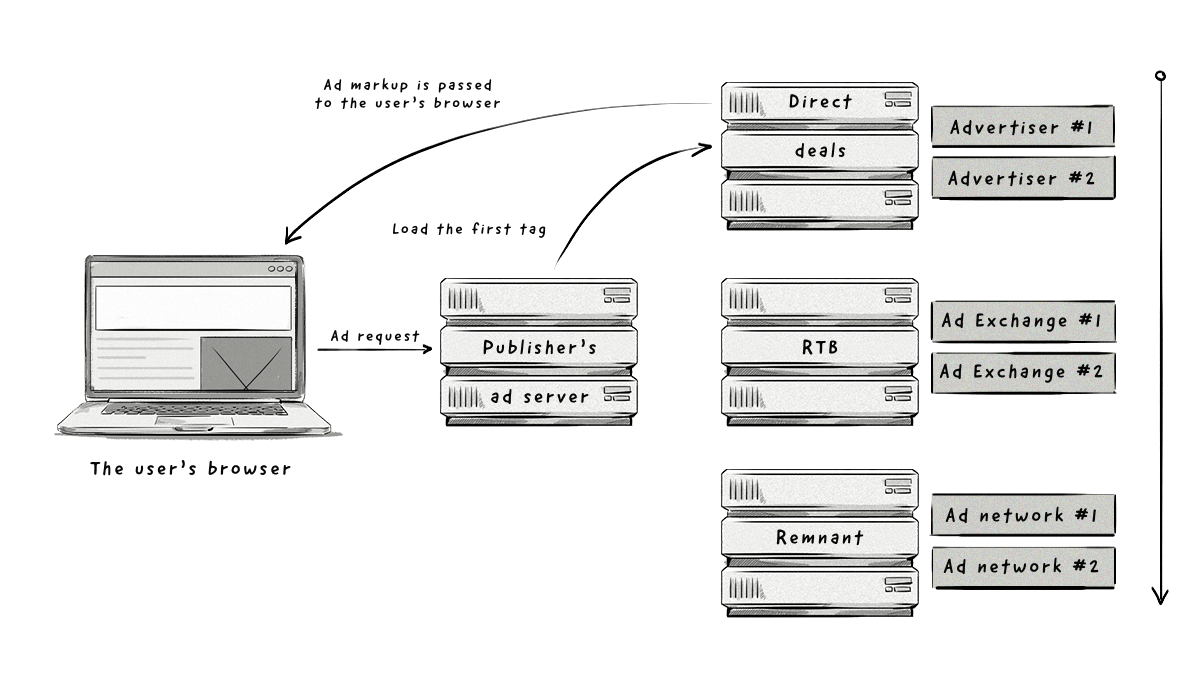 Ad markup is passed
to the user's browser
Direct
deals
Advertiser #1
Advertiser #2
Load the first tag
Ad request
Publisher's
ad server
RTB
Ad Exchange #1
Ad Exchange #2
The user's browser
Remnant
Ad network #1
Ad network #2